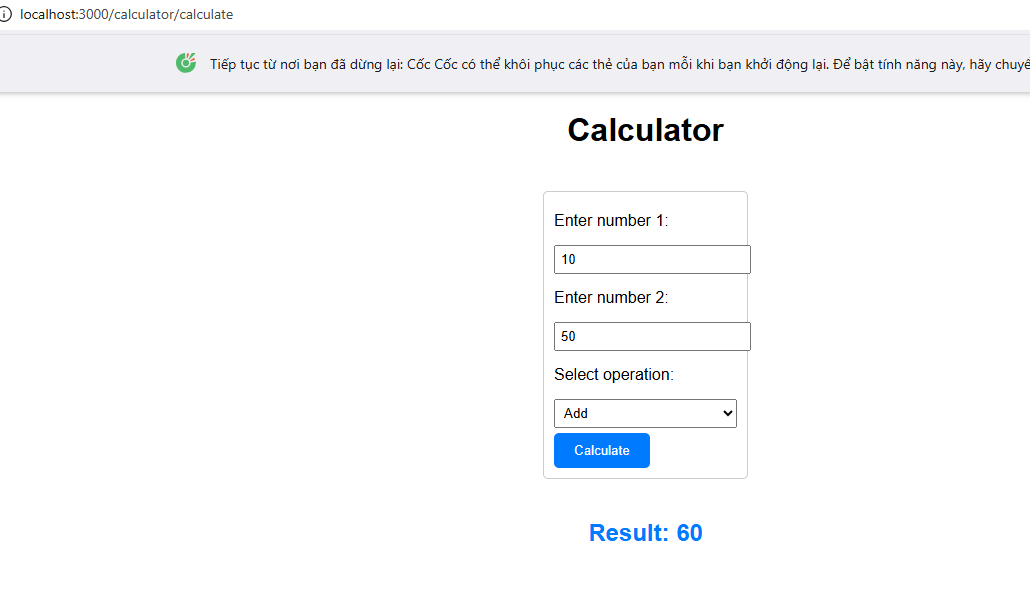 localhost:3000/calculator/calculate
Tiếp tục từ nơi bạn đã dừng lại: Cốc Cốc có thể khôi phục các thẻ của bạn mỗi khi bạn khởi động lại. Để bật tính năng này, hãy chuyể
Calculator
Enter number 1:
10
Enter number 2:
50
Select operation:
Add
Calculate
Result: 60